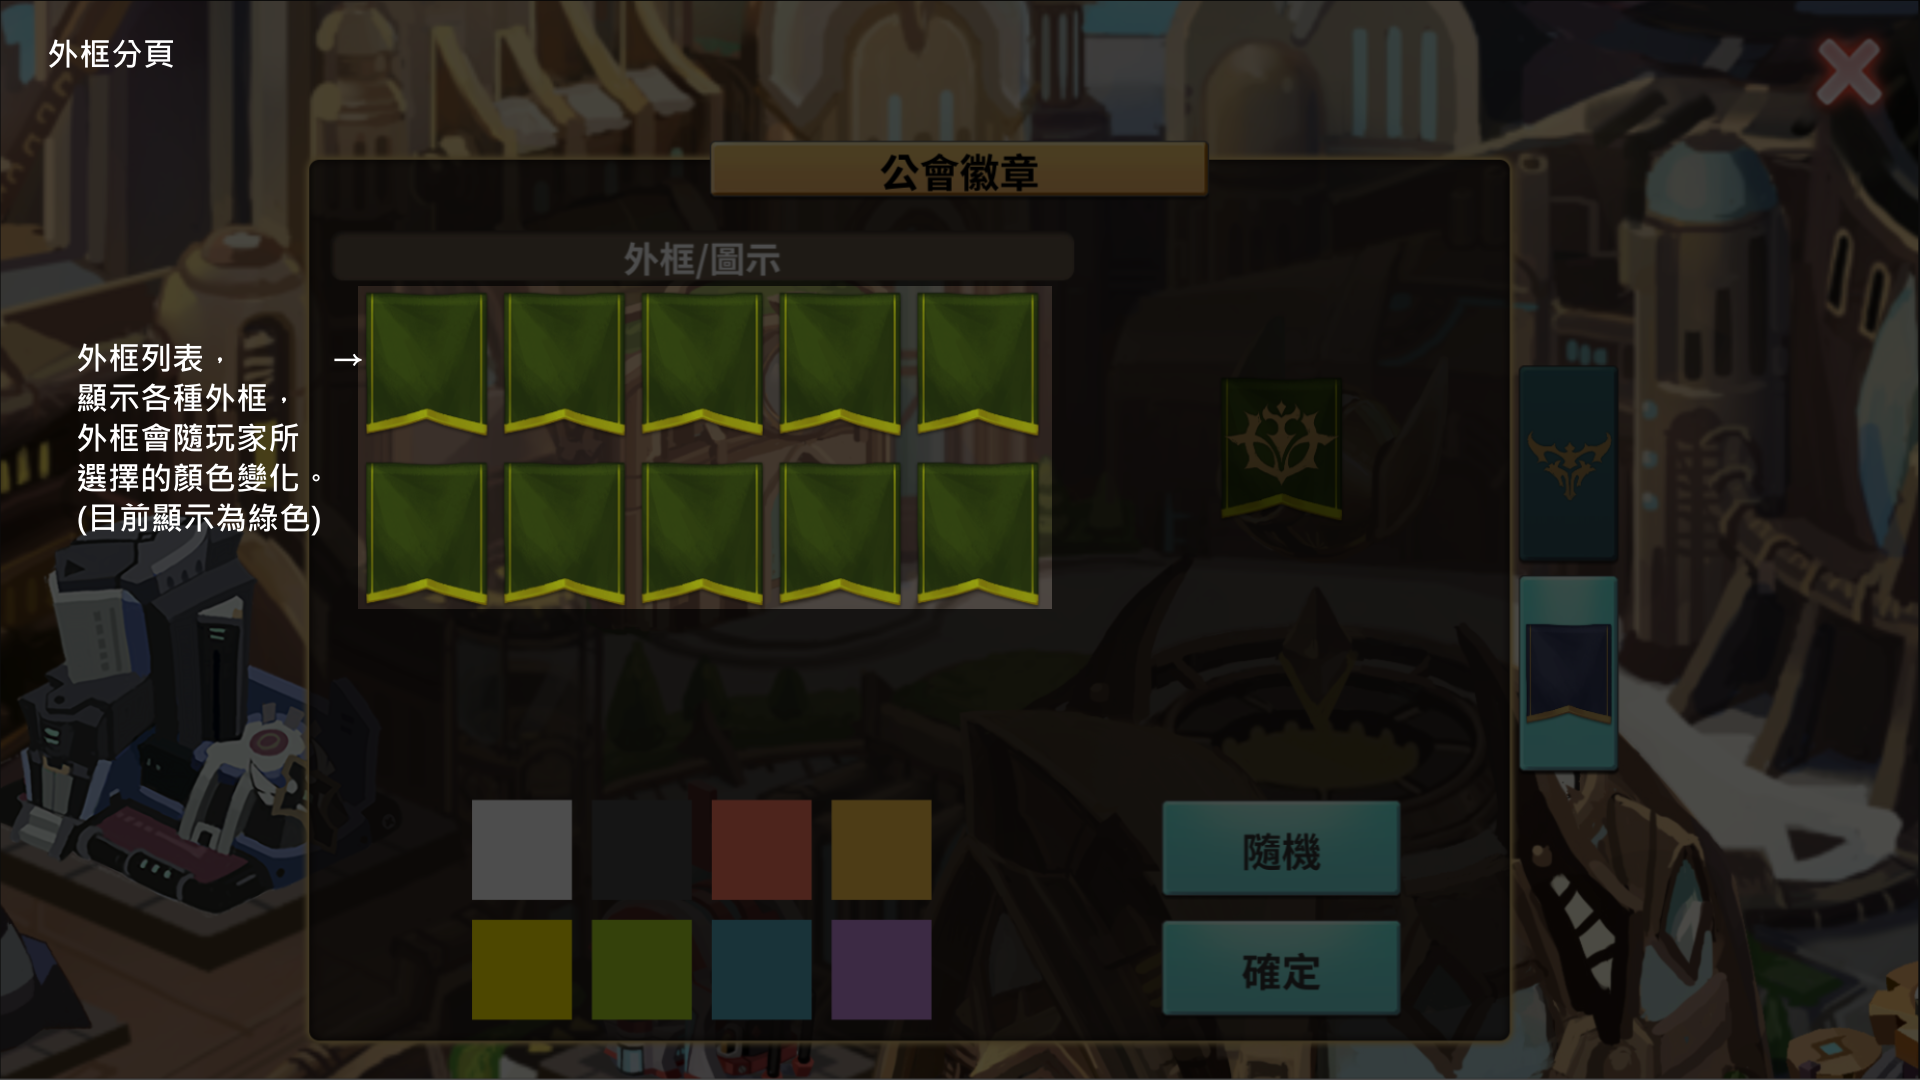 外框分頁
公會徽章
外框/圖示
外框列表， →
顯示各種外框，
外框會隨玩家所
選擇的顏色變化。
(目前顯示為綠色)
隨機
確定